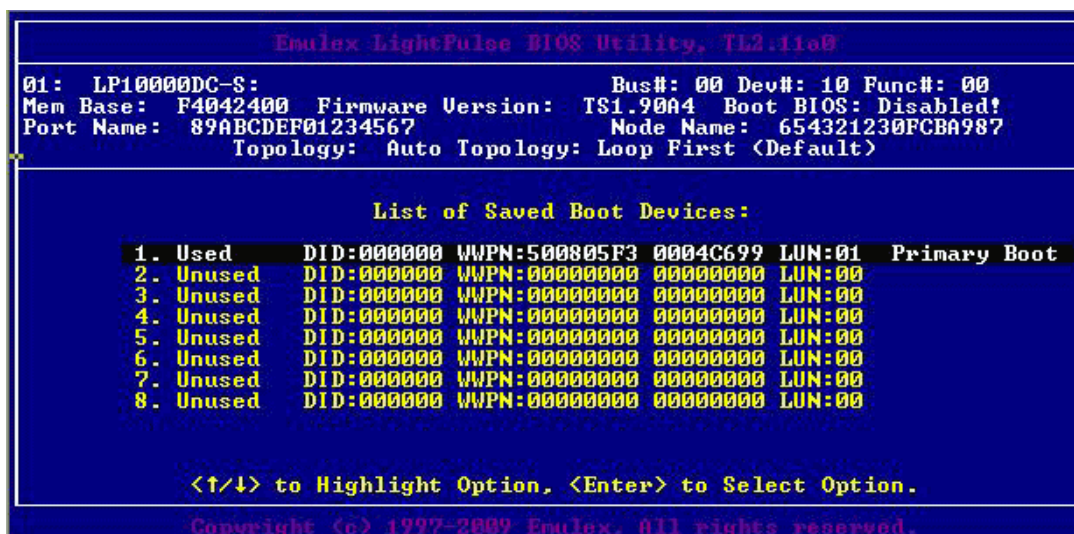 Emulex LightPulse BIOS Utility, TL2.11a0
01: LP10000DC-S: Bus#: 00 Dev#: 10 Func#: 00
Mem Base: F4042400 Firmware Version: TS1.90A4 Boot BIOS: Disabled!
Port Name: 89ABCDEF01234567 Node Name: 654321230FCBA987
Topology: Auto Topology: Loop First (Default)
List of Saved Boot Devices:
1. Used DID:000000 WWPN:500805F3 0004C699 LUN:01 Primary Boot
2. Unused DID:000000 WWPN:00000000 00000000 LUN:00
3. Unused DID:000000 WWPN:00000000 00000000 LUN:00
4. Unused DID:000000 WWPN:00000000 00000000 LUN:00
5. Unused DID:000000 WWPN:00000000 00000000 LUN:00
6. Unused DID:000000 WWPN:00000000 00000000 LUN:00
7. Unused DID:000000 WWPN:00000000 00000000 LUN:00
8. Unused DID:000000 WWPN:00000000 00000000 LUN:00
<↑/↓> to Highlight Option, <Enter> to Select Option.
Copyright (c) 1997-2009 Emulex. All rights reserved.